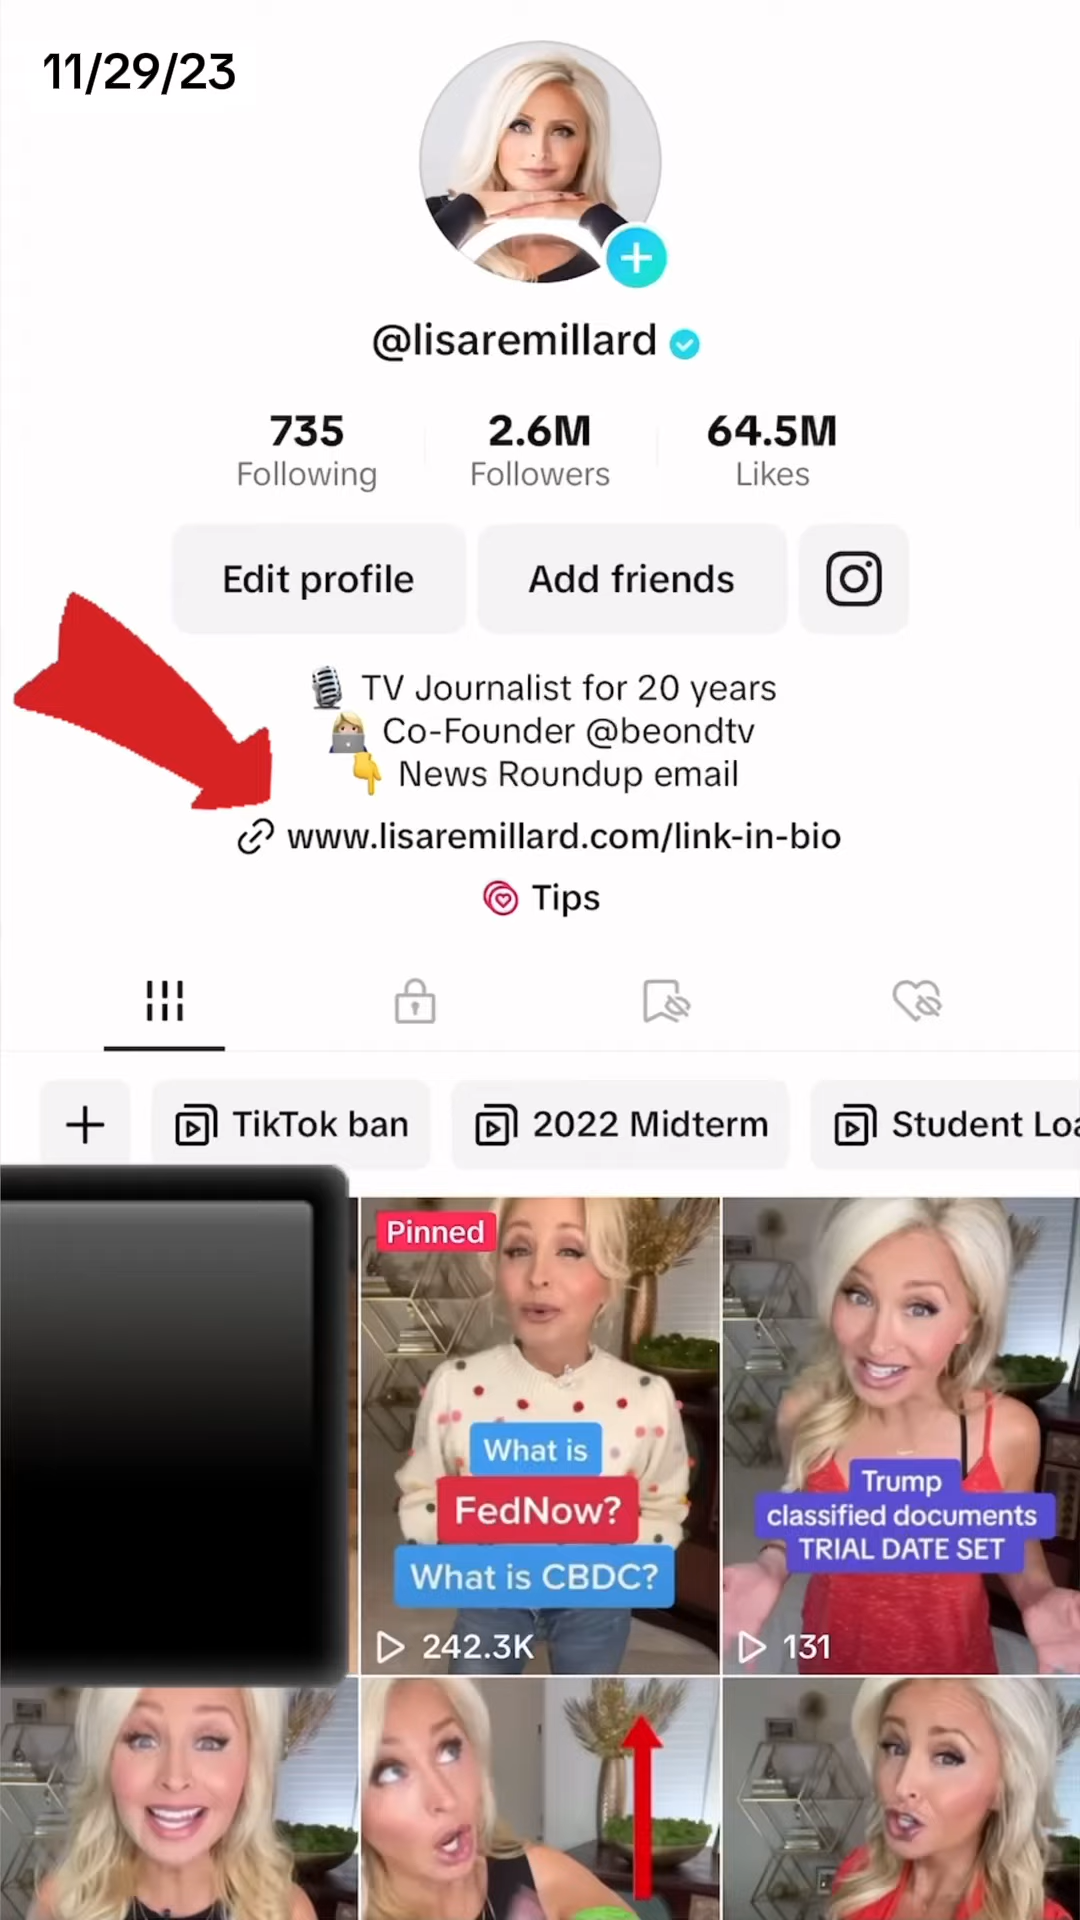 11/29/23
@lisaremillard
735 2.6M 64.5M
Following Followers Likes
Edit profile Add friends
TV Journalist for 20 years
Co-Founder @beondtv
News Roundup email
www.lisaremillard.com/link-in-bio
Tips
TikTok ban 2022 Midterm Student Loa
Pinned
What is
FedNow?
What is CBDC?
242.3K
Trump
classified documents
TRIAL DATE SET
131